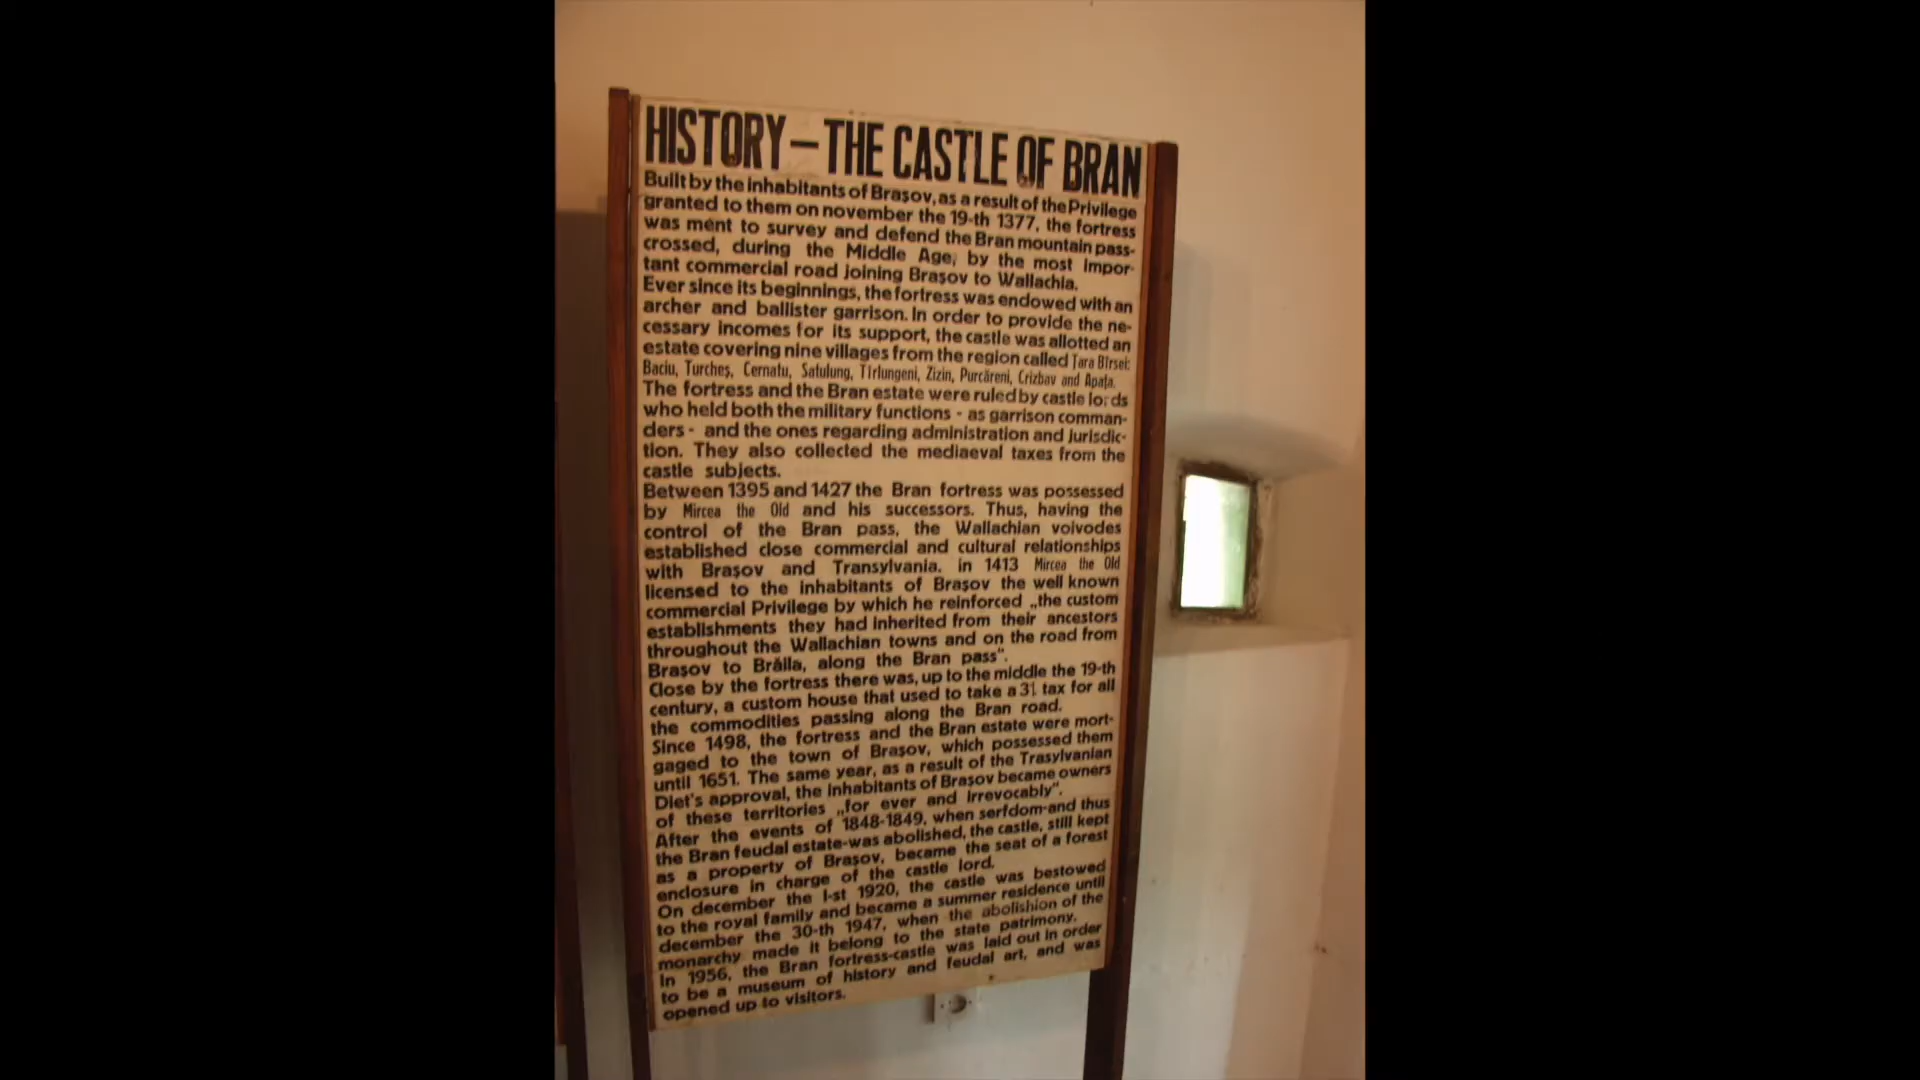 HISTORY – THE CASTLE OF BRAN
Built by the inhabitants of Braşov, as a result of the Privilege
granted to them on november the 19-th 1377, the fortress
was ment to survey and defend the Bran mountain pass-
crossed, during the Middle Age, by the most impor-
tant commercial road joining Braşov to Wallachia.
Ever since its beginnings, the fortress was endowed with an
archer and ballister garrison. In order to provide the ne-
cessary incomes for its support, the castle was allotted an
estate covering nine villages from the region called Ţara Bîrsei:
Baciu, Turcheş, Cernatu, Satulung, Tîrlungeni, Zizin, Purcăreni, Crizbav and Apaţa.
The fortress and the Bran estate were ruled by castle lords
who held both the military functions - as garrison comman-
ders - and the ones regarding administration and jurisdic-
tion. They also collected the mediaeval taxes from the
castle subjects.
Between 1395 and 1427 the Bran fortress was possessed
by Mircea the Old and his successors. Thus, having the
control of the Bran pass, the Wallachian voivodes
established close commercial and cultural relationships
with Braşov and Transylvania. in 1413 Mircea the Old
licensed to the inhabitants of Braşov the well known
commercial Privilege by which he reinforced „the custom
establishments they had inherited from their ancestors
throughout the Wallachian towns and on the road from
Braşov to Brăila, along the Bran pass".
Close by the fortress there was, up to the middle the 19-th
century, a custom house that used to take a 3% tax for all
the commodities passing along the Bran road.
Since 1498, the fortress and the Bran estate were mort-
gaged to the town of Braşov, which possessed them
until 1651. The same year, as a result of the Trasylvanian
Diet's approval, the inhabitants of Braşov became owners
of these territories „for ever and irrevocably".
After the events of 1848-1849, when serfdom-and thus
the Bran feudal estate-was abolished, the castle, still kept
as a property of Braşov, became the seat of a forest
enclosure in charge of the castle lord.
On december the 1-st 1920, the castle was bestowed
to the royal family and became a summer residence until
december the 30-th 1947, when the abolishion of the
monarchy made it belong to the state patrimony.
In 1956, the Bran fortress-castle was laid out in order
to be a museum of history and feudal art, and was
opened up to visitors.